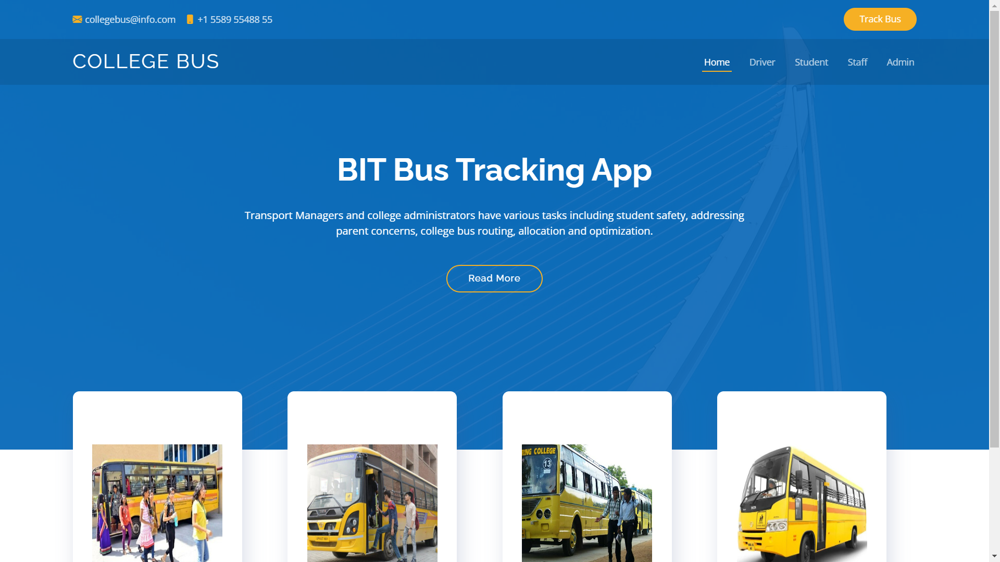 collegebus@info.com +1 5589 55488 55
Track Bus
COLLEGE BUS
Home Driver Student Staff Admin
BIT Bus Tracking App
Transport Managers and college administrators have various tasks including student safety, addressing
parent concerns, college bus routing, allocation and optimization.
Read More
RING COLLEGE
13
TATA
TATA